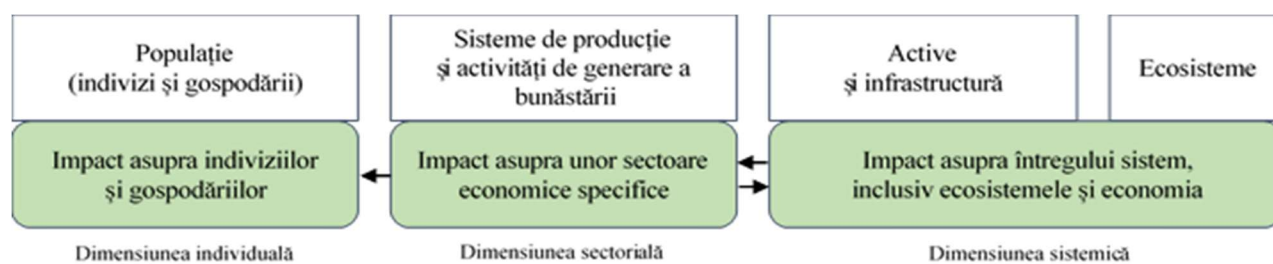 Populație
(indivizi și gospodării)
Sisteme de producție
și activități de generare a
bunăstării
Active
și infrastructură
Ecosisteme
Impact asupra indiviziilor
și gospodăriilor
Impact asupra unor sectoare
economice specifice
Impact asupra întregului sistem,
inclusiv ecosistemele și economia
Dimensiunea individuală
Dimensiunea sectorială
Dimensiunea sistemică